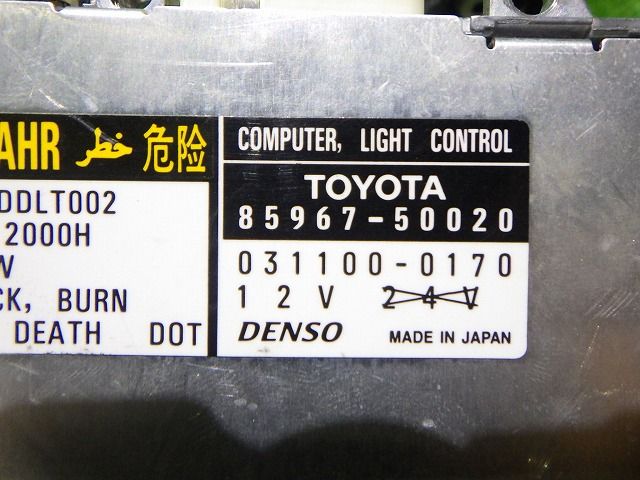 AHR خطر 危险
DDLT002
2000H
W
CK, BURN
DEATH DOT
COMPUTER, LIGHT CONTROL
TOYOTA
85967-50020
031100-0170
12V 24V
DENSO MADE IN JAPAN